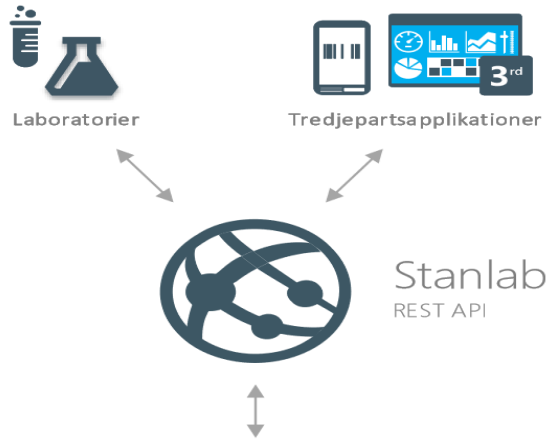 3rd
Laboratorier
Tredjepartsapplikationer
Stanlab
REST API